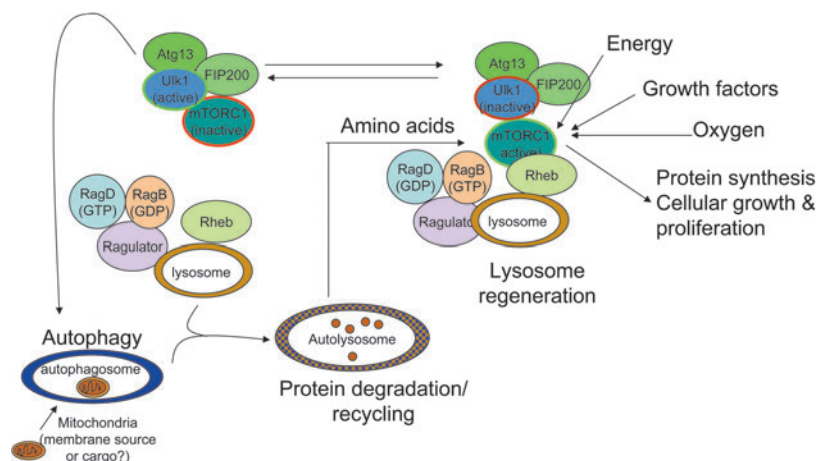 Atg13
FIP200
Ulk1
(active)
mTORC1
(inactive)
Atg13
FIP200
Ulk1
(inactive)
mTORC1
active)
Energy
Growth factors
Oxygen
Amino acids
Protein synthesis
Cellular growth &
proliferation
RagD
(GTP)
RagB
(GDP)
Rheb
Ragulator
lysosome
RagD
(GDP)
RagB
(GTP)
Rheb
Ragulator
lysosome
Lysosome
regeneration
Autophagy
autophagosome
Autolysosome
Protein degradation/
recycling
Mitochondria
(membrane source
or cargo?)